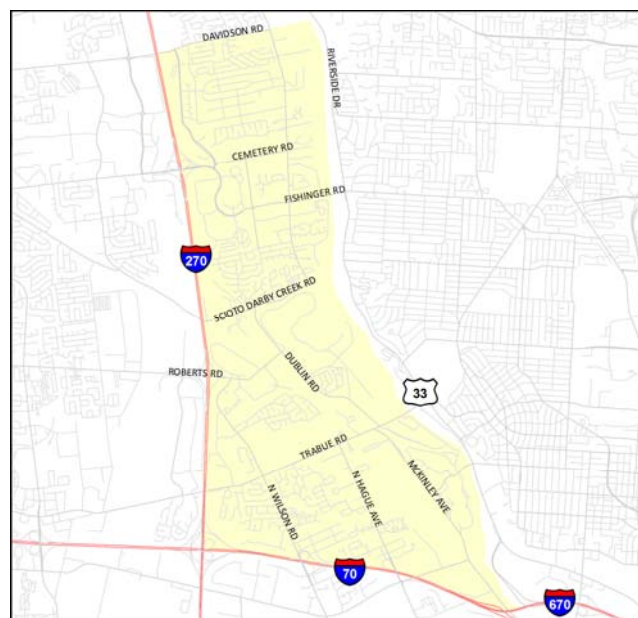 DAVIDSON RD
RIVERSIDE DR
CEMETERY RD
FISHINGER RD
270
SCIOTO DARBY CREEK RD
ROBERTS RD
DUBLIN RD
33
TRABUE RD
N WILSON RD
N HAGUE AVE
MCKINLEY AVE
70
670